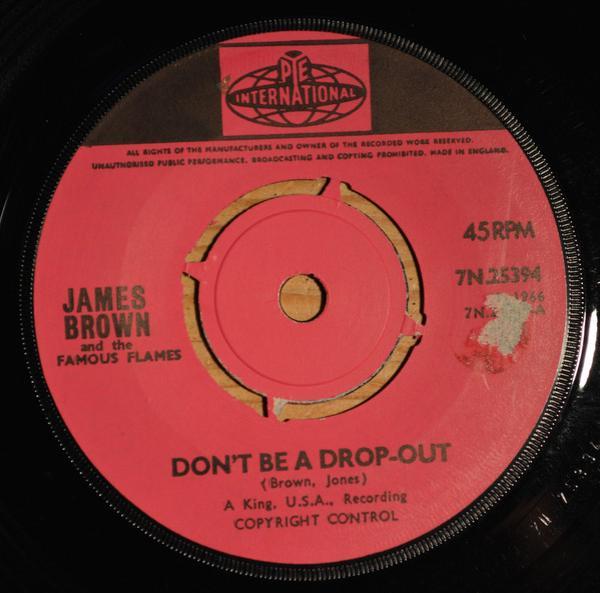 PYE
INTERNATIONAL
ALL RIGHTS OF THE MANUFACTURERS AND OWNER OF THE RECORDED WORK RESERVED.
UNAUTHORISED PUBLIC PERFORMANCE, BROADCASTING AND COPYING PROHIBITED. MADE IN ENGLAND.
45RPM
7N.25394
1966
JAMES
BROWN
and the
FAMOUS FLAMES
DON'T BE A DROP-OUT
(Brown, Jones)
A King, U.S.A., Recording
COPYRIGHT CONTROL